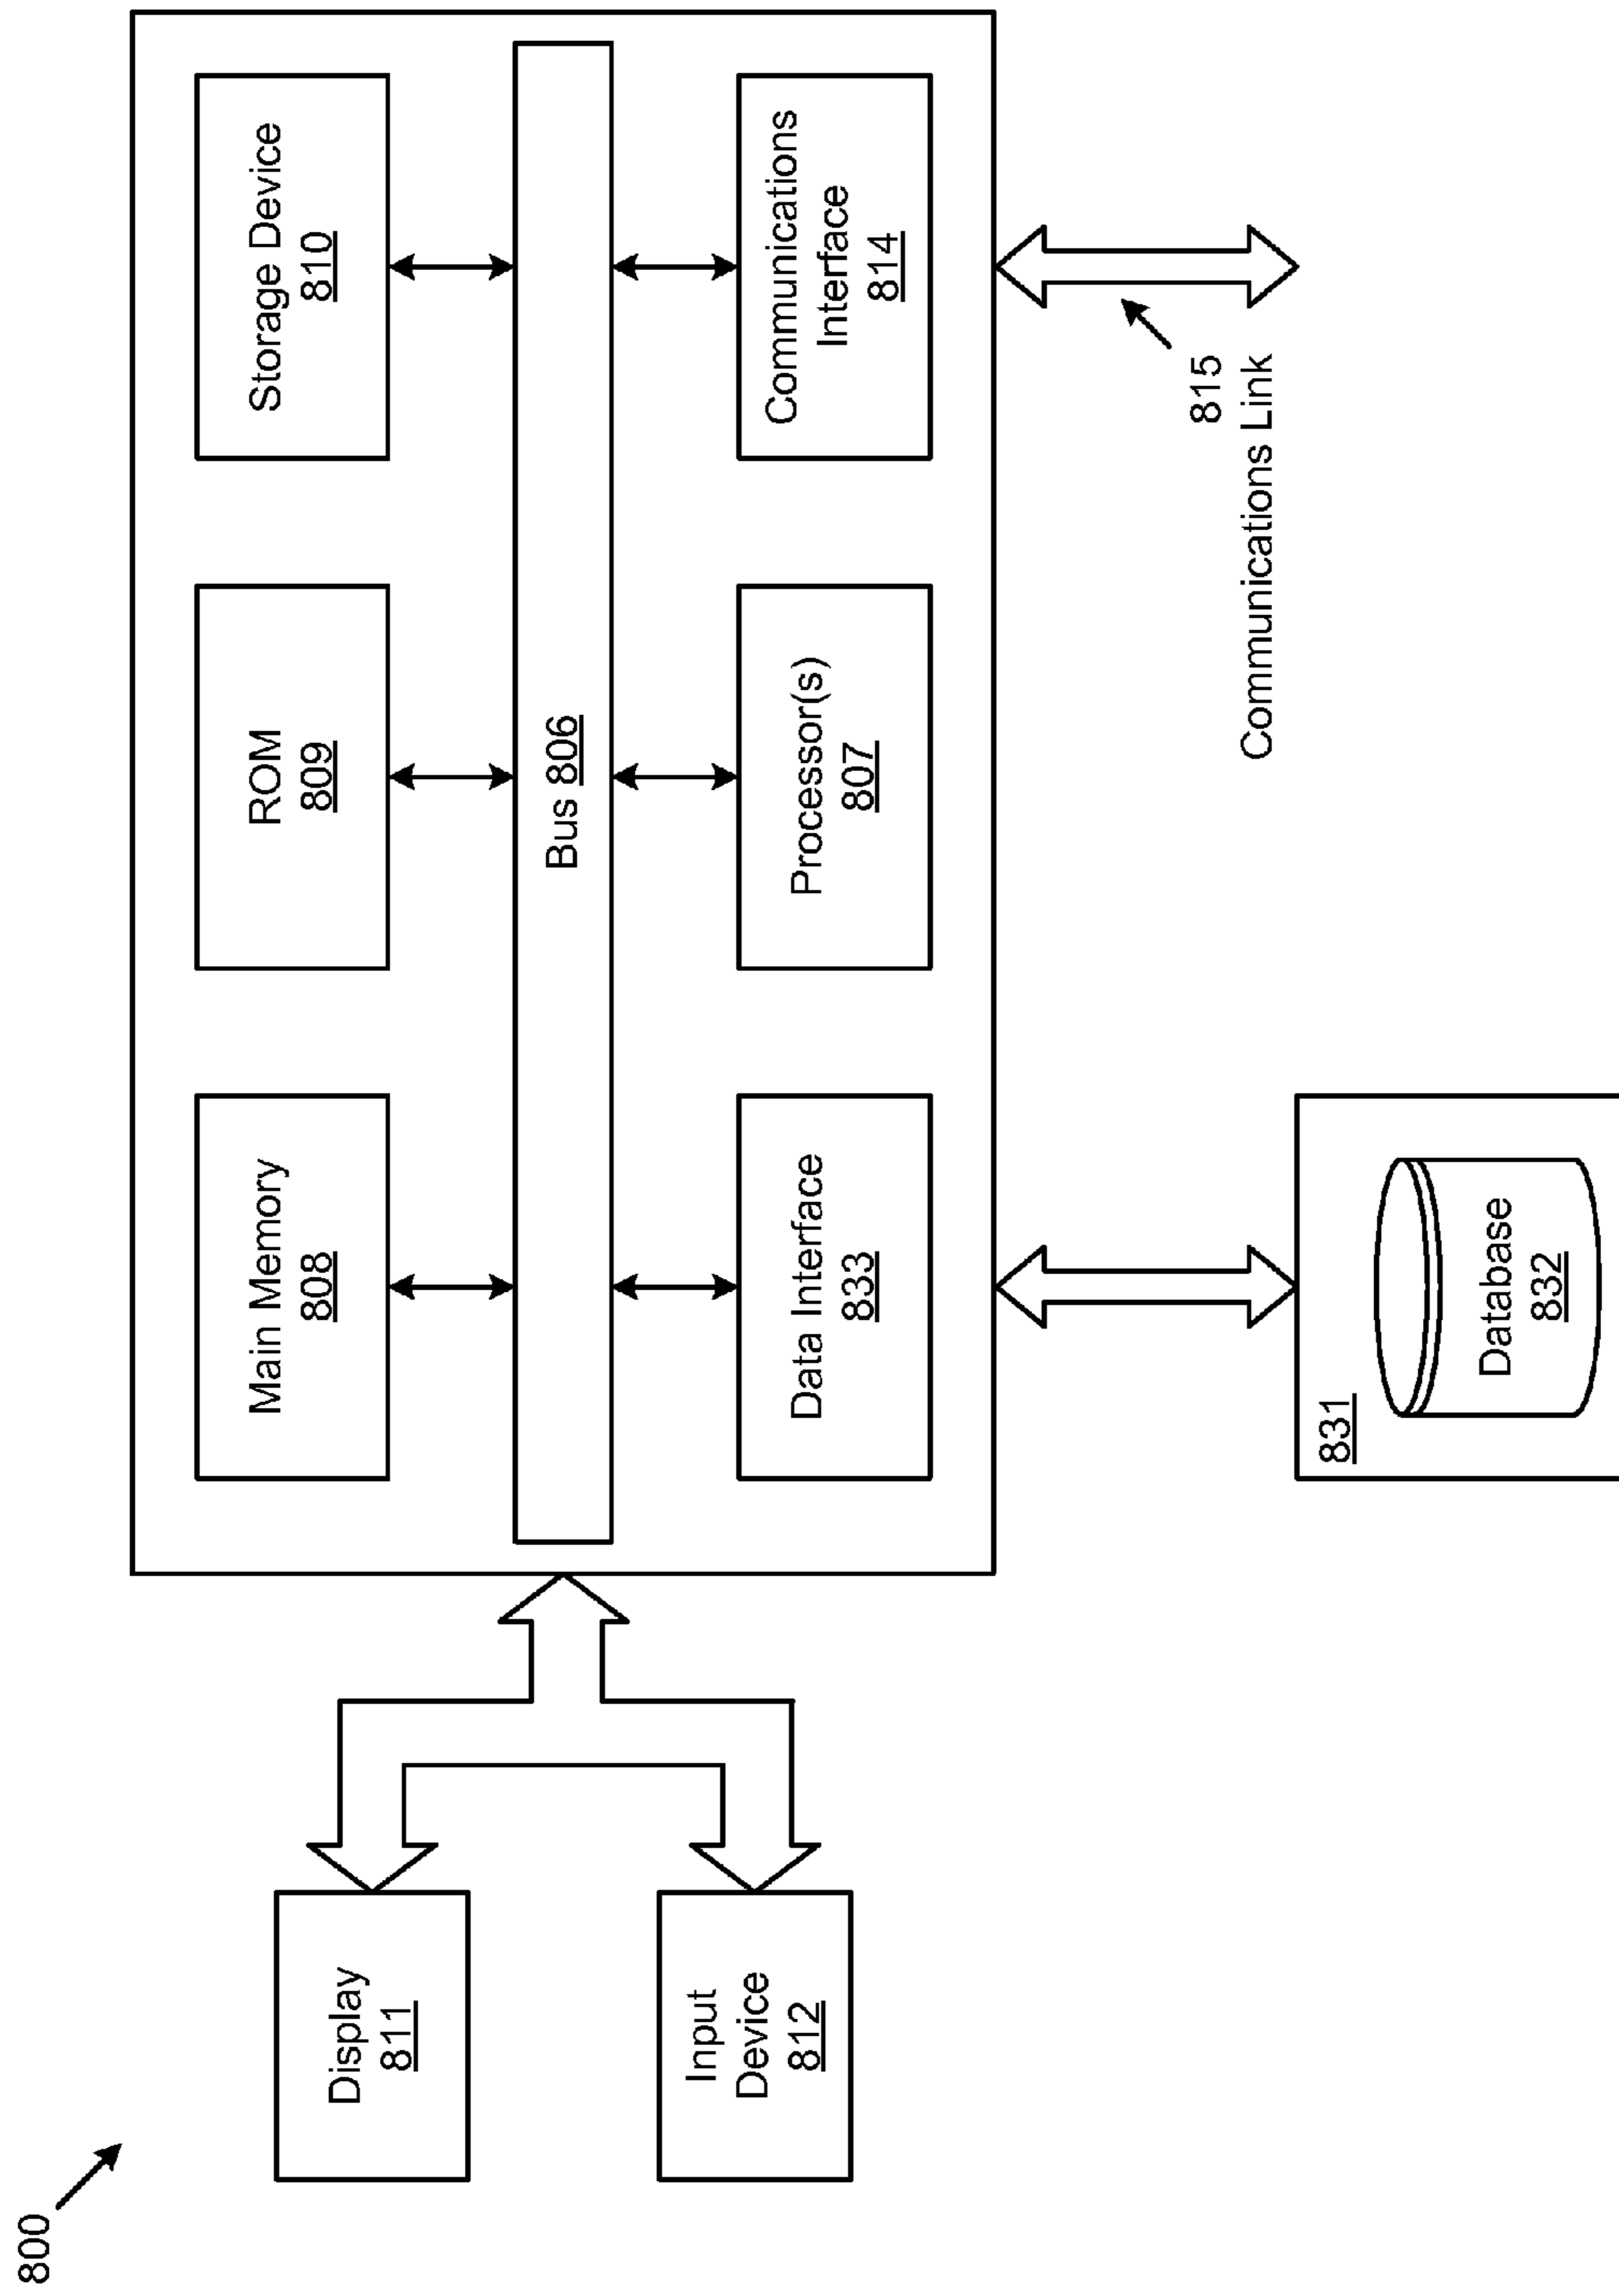 800
Display
811
Input
Device
812
Main Memory
808
ROM
809
Storage Device
810
Bus 806
Data Interface
833
Processor(s)
807
Communications
Interface
814
815
Communications Link
831
Database
832